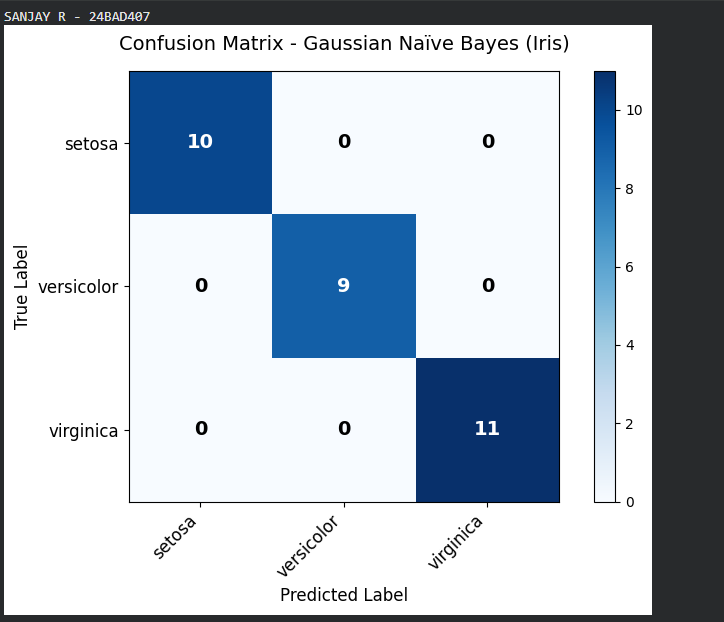 SANJAY R - 24BAD407
Confusion Matrix - Gaussian Naïve Bayes (Iris)
True Label
setosa 10 0 0
versicolor 0 9 0
virginica 0 0 11
setosa versicolor virginica
Predicted Label
10
8
6
4
2
0